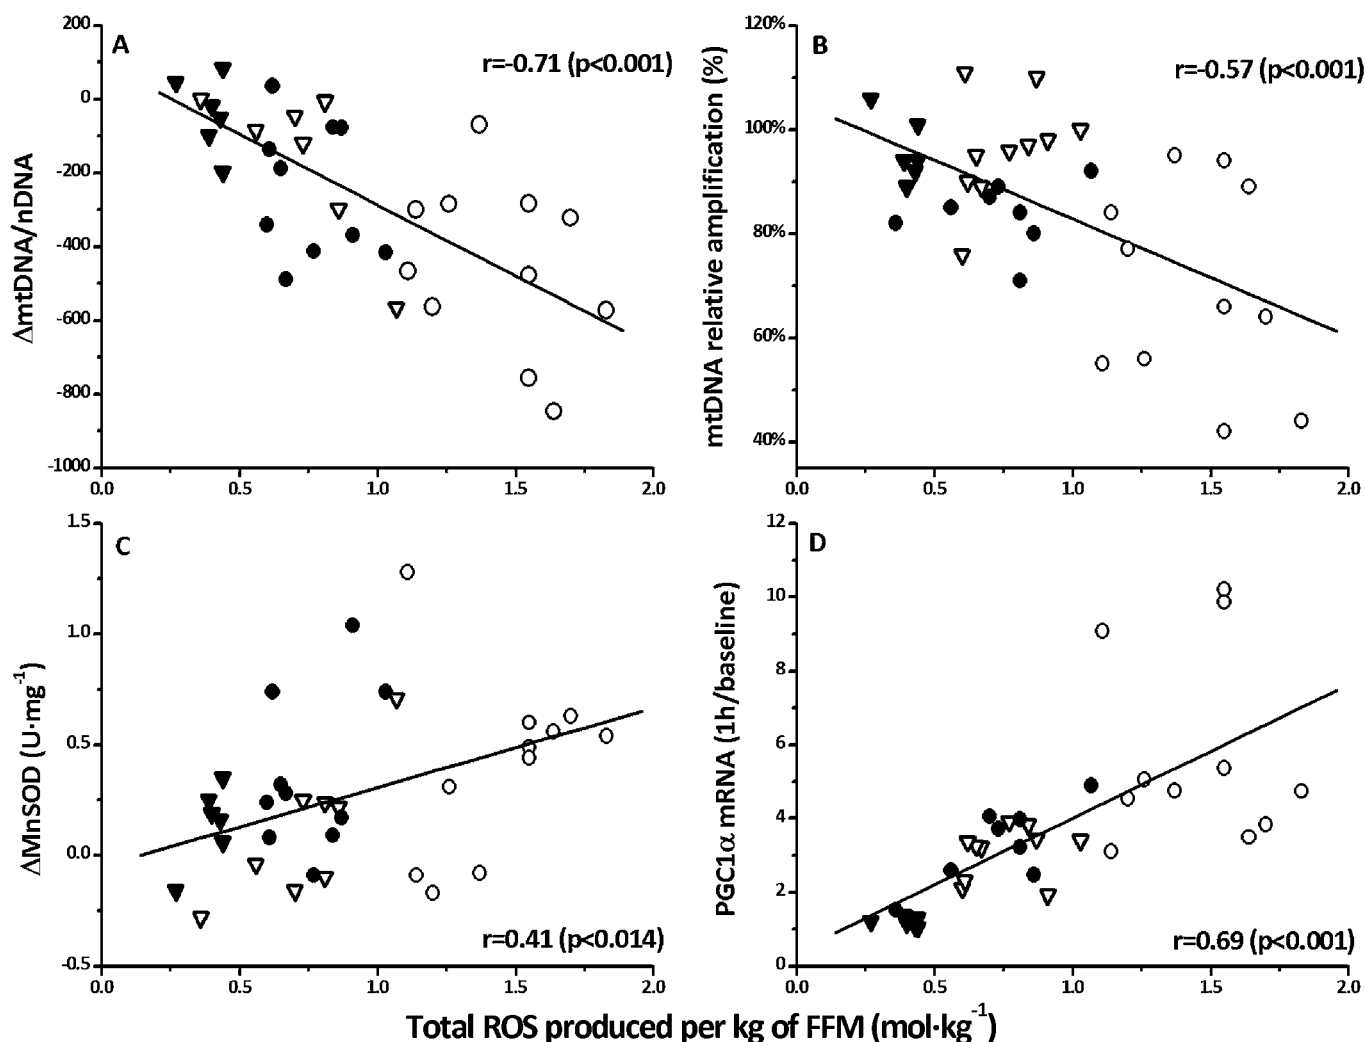 A
r=-0.71 (p<0.001)
ΔmtDNA/nDNA
200
0
-200
-400
-600
-800
-1000
0.0 0.5 1.0 1.5 2.0
B
r=-0.57 (p<0.001)
mtDNA relative amplification (%)
120%
100%
80%
60%
40%
0.0 0.5 1.0 1.5 2.0
C
r=0.41 (p<0.014)
ΔMnSOD (U·mg⁻¹)
1.5
1.0
0.5
0.0
-0.5
0.0 0.5 1.0 1.5 2.0
D
r=0.69 (p<0.001)
PGC1α mRNA (1h/baseline)
12
10
8
6
4
2
0
0.0 0.5 1.0 1.5 2.0
Total ROS produced per kg of FFM (mol·kg⁻¹)